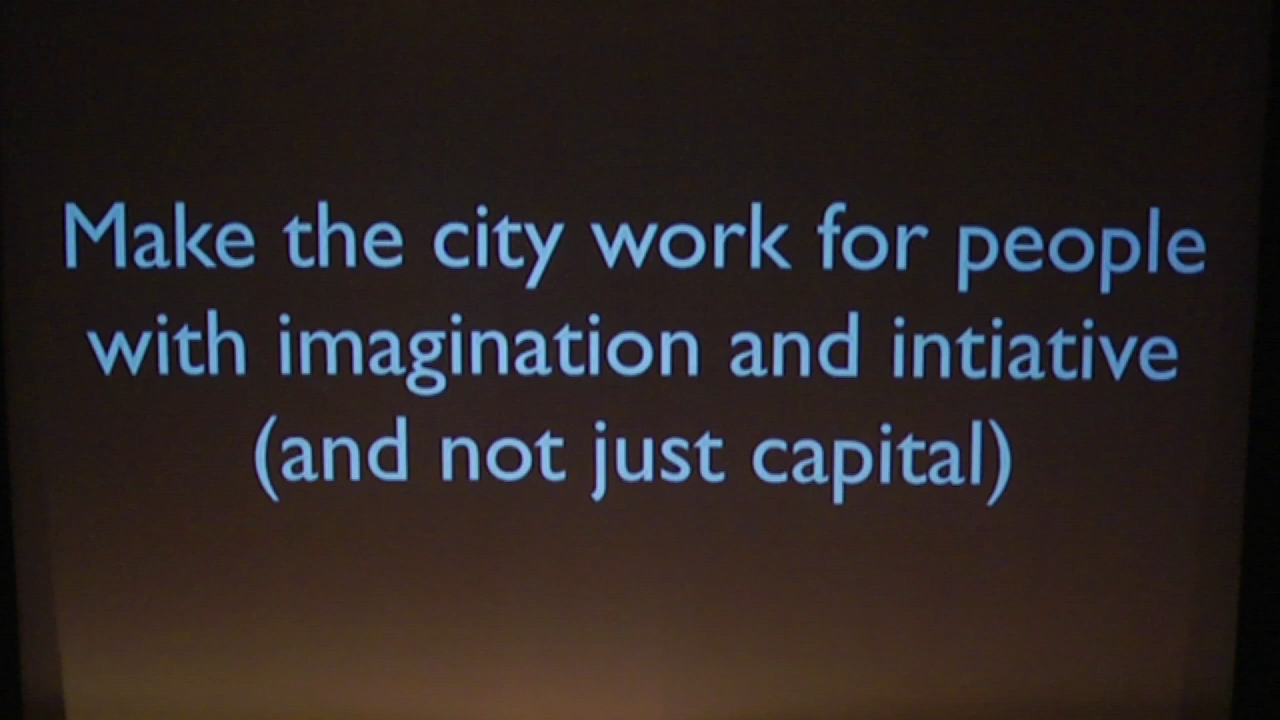 Make the city work for people
with imagination and intiative
(and not just capital)